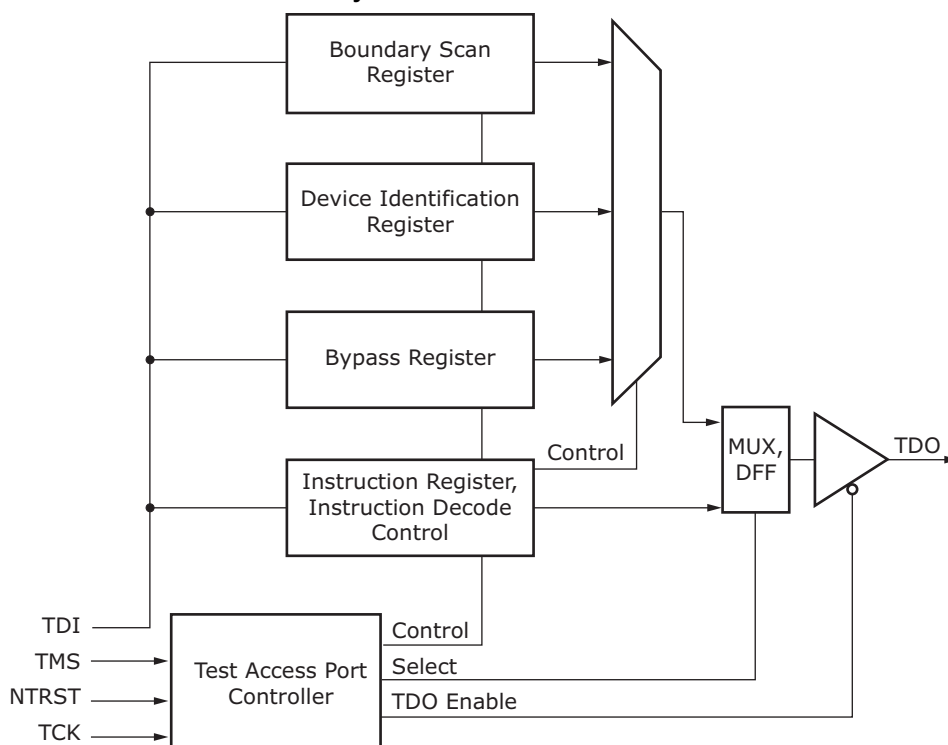 Boundary Scan
Register
Device Identification
Register
Bypass Register
Control
Instruction Register,
Instruction Decode
Control
MUX,
DFF
TDO
TDI
TMS
NTRST
TCK
Test Access Port
Controller
Control
Select
TDO Enable